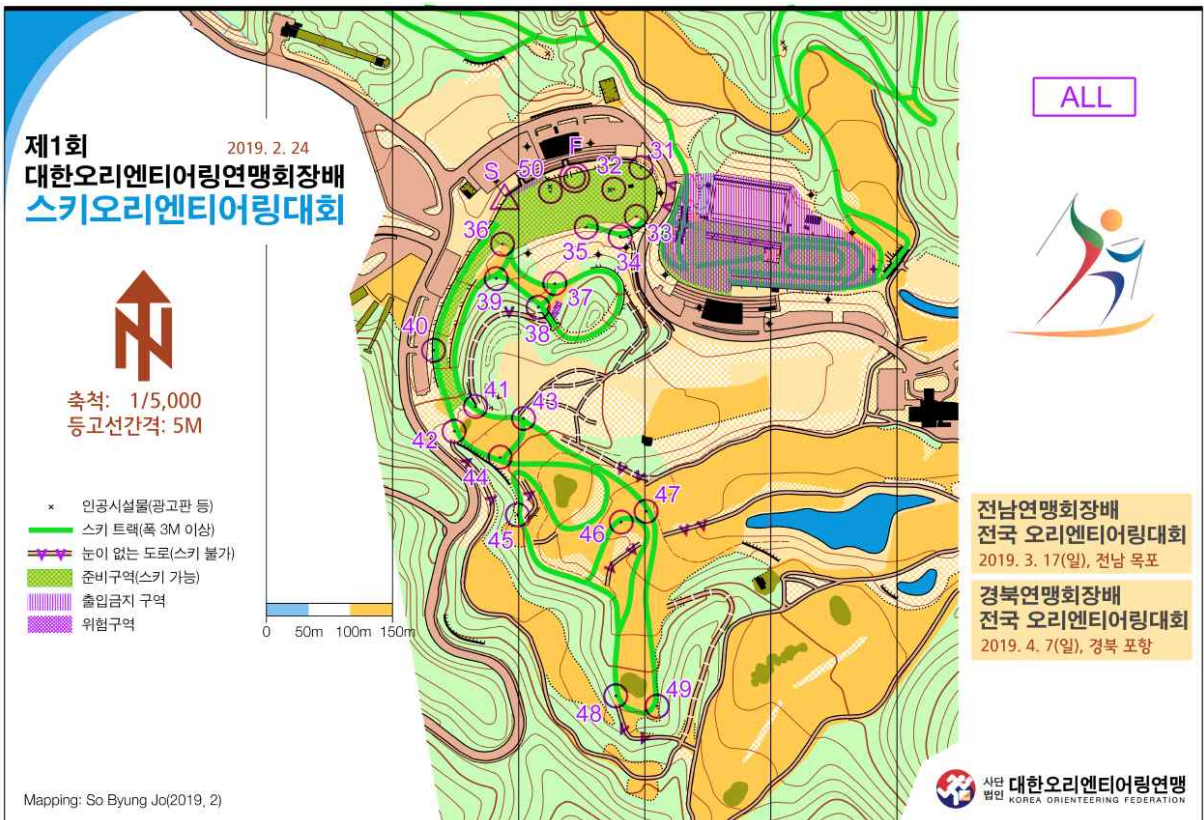 제1회
2019. 2. 24
대한오리엔티어링연맹회장배
스키오리엔티어링대회
N
축척: 1/5,000
등고선간격: 5M
인공시설물(광고판 등)
스키 트랙(폭 3M 이상)
눈이 없는 도로(스키 불가)
준비구역(스키 가능)
출입금지 구역
위험구역
0 50m 100m 150m
Mapping: So Byung Jo(2019, 2)
S
50
F
32
31
36
35
34
33
39
38
37
40
41
43
42
44
45
46
47
48
49
ALL
전남연맹회장배
전국 오리엔티어링대회
2019. 3. 17(일), 전남 목포
경북연맹회장배
전국 오리엔티어링대회
2019. 4. 7(일), 경북 포항
사단
법인
대한오리엔티어링연맹
KOREA ORIENTEERING FEDERATION